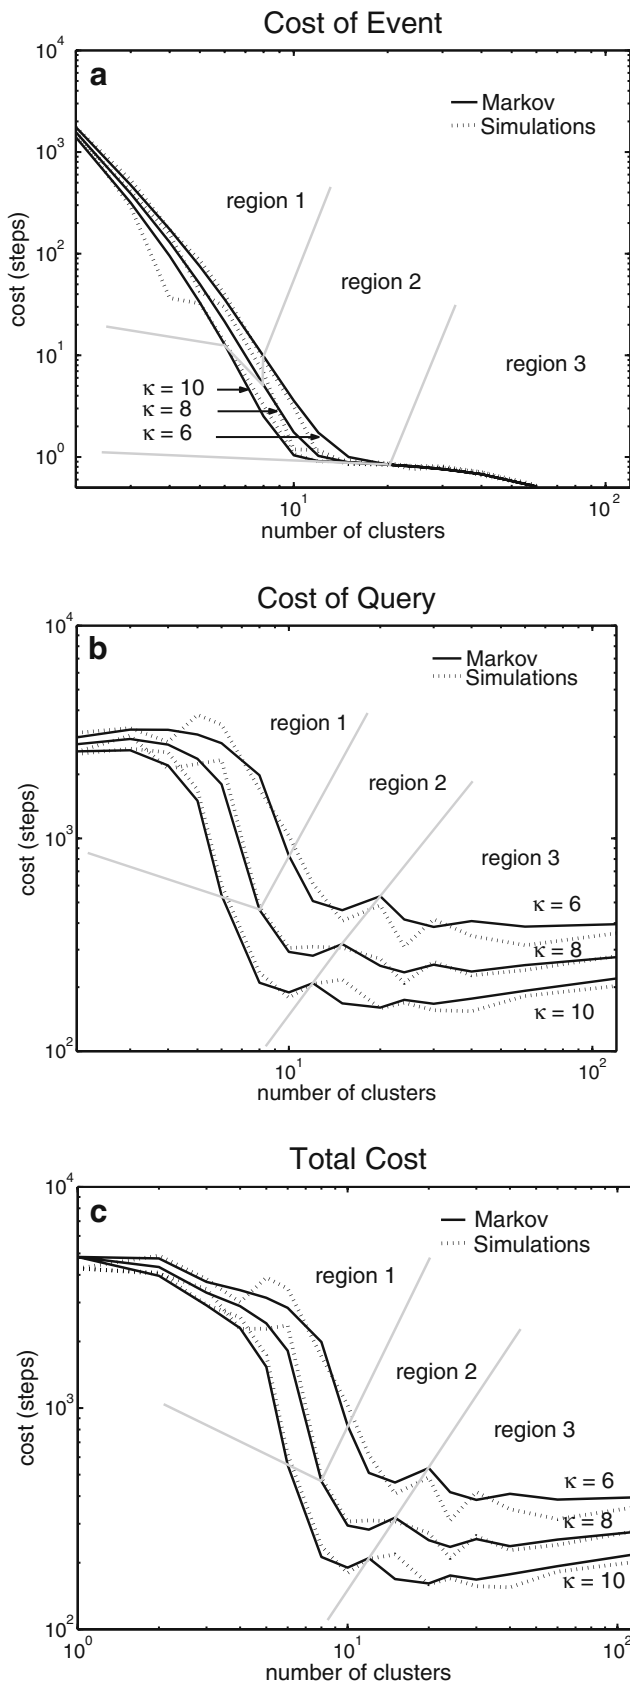 Cost of Event
a
10^4
10^3
10^2
10^1
10^0
cost (steps)
Markov
Simulations
region 1
region 2
region 3
κ = 10
κ = 8
κ = 6
10^1
10^2
number of clusters
Cost of Query
b
10^4
10^3
10^2
cost (steps)
Markov
Simulations
region 1
region 2
region 3
κ = 6
κ = 8
κ = 10
10^1
10^2
number of clusters
Total Cost
c
10^4
10^3
10^2
cost (steps)
Markov
Simulations
region 1
region 2
region 3
κ = 6
κ = 8
κ = 10
10^0
10^1
10^2
number of clusters